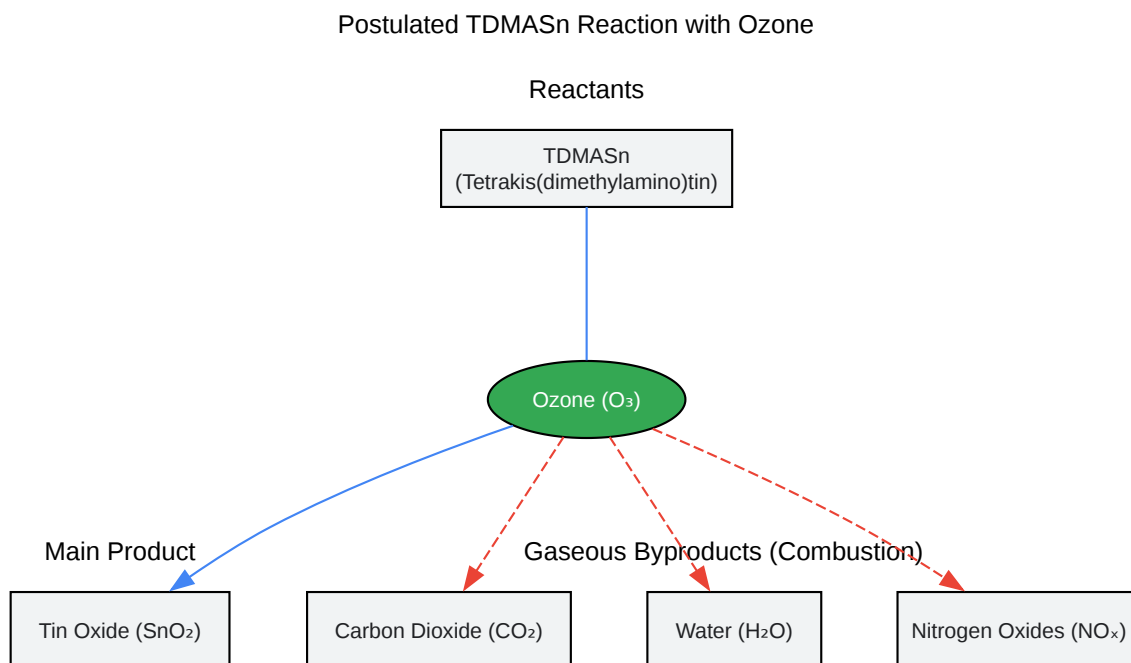 Postulated TDMASn Reaction with Ozone
Reactants
TDMASn
(Tetrakis(dimethylamino)tin)
Ozone (O₃)
Main Product
Gaseous Byproducts (Combustion)
Tin Oxide (SnO₂)
Carbon Dioxide (CO₂)
Water (H₂O)
Nitrogen Oxides (NOₓ)